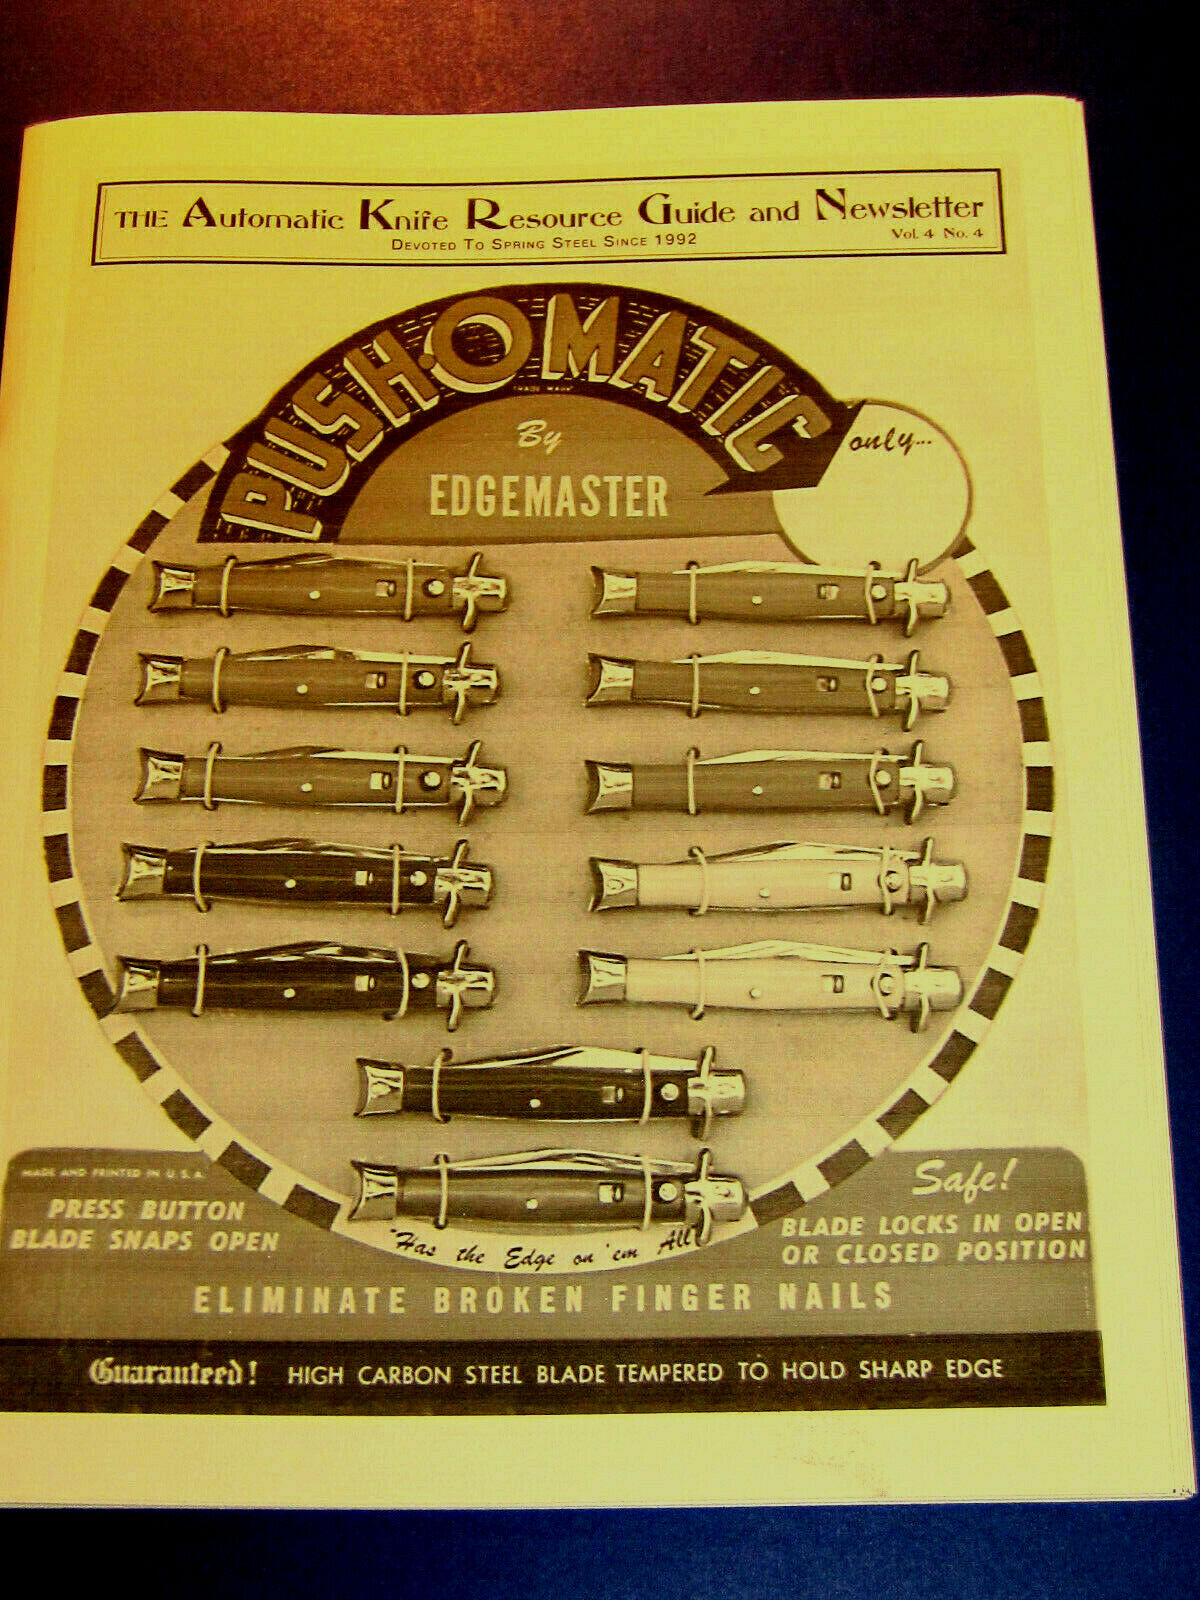 THE Automatic Knife Resource Guide and Newsletter
Devoted To Spring Steel Since 1992
Vol. 4 No. 4
PUSH-O-MATIC
TRADE MARK
By
EDGEMASTER
only...
MADE AND PRINTED IN U.S.A.
PRESS BUTTON
BLADE SNAPS OPEN
"Has the Edge on 'em All"
Safe!
BLADE LOCKS IN OPEN
OR CLOSED POSITION
ELIMINATE BROKEN FINGER NAILS
Guaranteed! HIGH CARBON STEEL BLADE TEMPERED TO HOLD SHARP EDGE